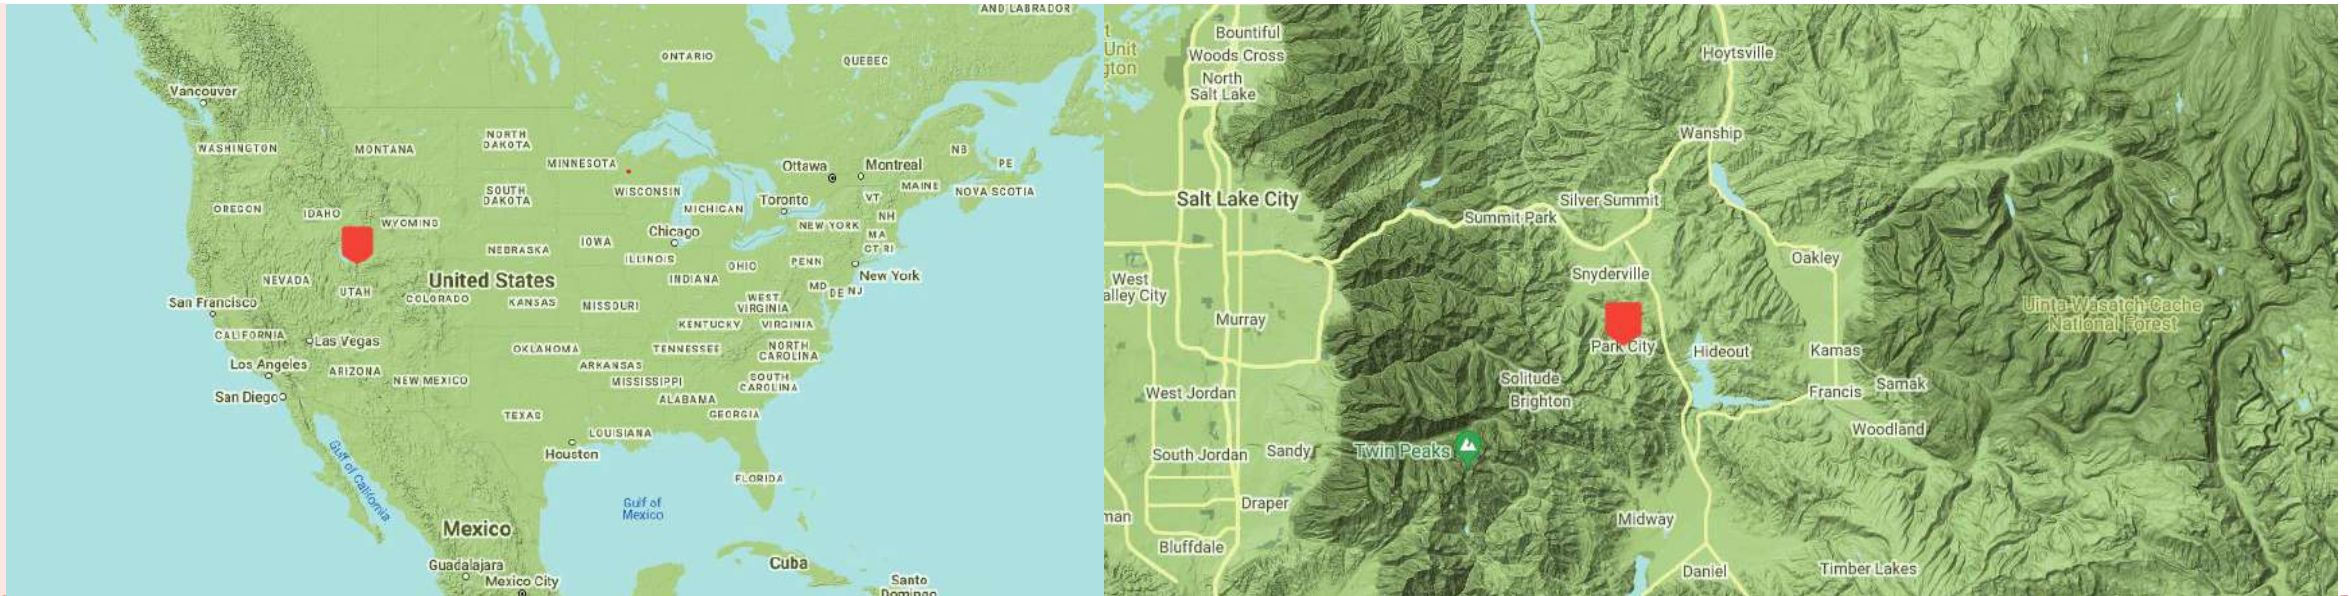 AND LABRADOR
ONTARIO
QUEBEC
Vancouver
WASHINGTON
MONTANA
NORTH
DAKOTA
MINNESOTA
Ottawa
Montreal
NB
PE
SOUTH
DAKOTA
WISCONSIN
MICHIGAN
Toronto
VT
MAINE
NOVA SCOTIA
OREGON
IDAHO
WYOMING
Chicago
NEW YORK
NH
MA
CT RI
NEBRASKA
IOWA
ILLINOIS
INDIANA
OHIO
PENN
New York
NEVADA
UTAH
United States
COLORADO
KANSAS
MISSOURI
WEST
VIRGINIA
MD
DE
NJ
San Francisco
CALIFORNIA
Las Vegas
KENTUCKY
VIRGINIA
Los Angeles
ARIZONA
NEW MEXICO
OKLAHOMA
ARKANSAS
TENNESSEE
NORTH
CAROLINA
MISSISSIPPI
SOUTH
CAROLINA
San Diego
TEXAS
ALABAMA
GEORGIA
LOUISIANA
Houston
FLORIDA
Gulf of California
Gulf of
Mexico
Mexico
Guadalajara
Mexico City
Cuba
Santo
Domingo
Bountiful
Woods Cross
North
Salt Lake
Unit
Hoytsville
Wanship
Salt Lake City
Summit Park
Silver Summit
Snyderville
Oakley
West
alley City
Murray
Park City
Hideout
Kamas
Uinta-Wasatch-Cache
National Forest
West Jordan
Solitude
Brighton
Francis
Samak
Woodland
South Jordan
Sandy
Twin Peaks
Draper
man
Midway
Bluffdale
Daniel
Timber Lakes